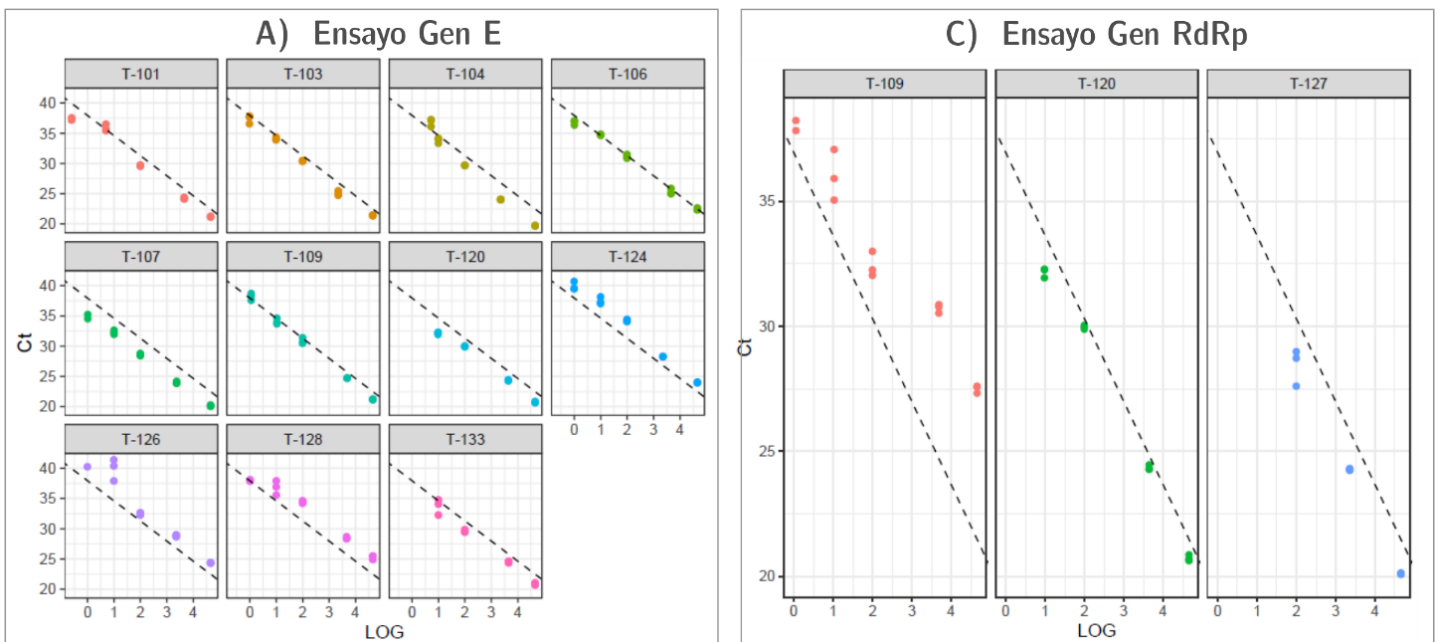 A) Ensayo Gen E
T-101 T-103 T-104 T-106
40
35
30
25
20
T-107 T-109 T-120 T-124
40
35
30
25
20
Ct
0 1 2 3 4
T-126 T-128 T-133
40
35
30
25
20
0 1 2 3 4 0 1 2 3 4 0 1 2 3 4
LOG
C) Ensayo Gen RdRp
T-109 T-120 T-127
35
30
25
20
Ct
0 1 2 3 4 0 1 2 3 4 0 1 2 3 4
LOG